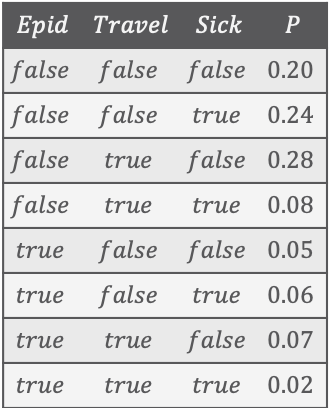 Epid Travel Sick P
false false false 0.20
false false true 0.24
false true false 0.28
false true true 0.08
true false false 0.05
true false true 0.06
true true false 0.07
true true true 0.02